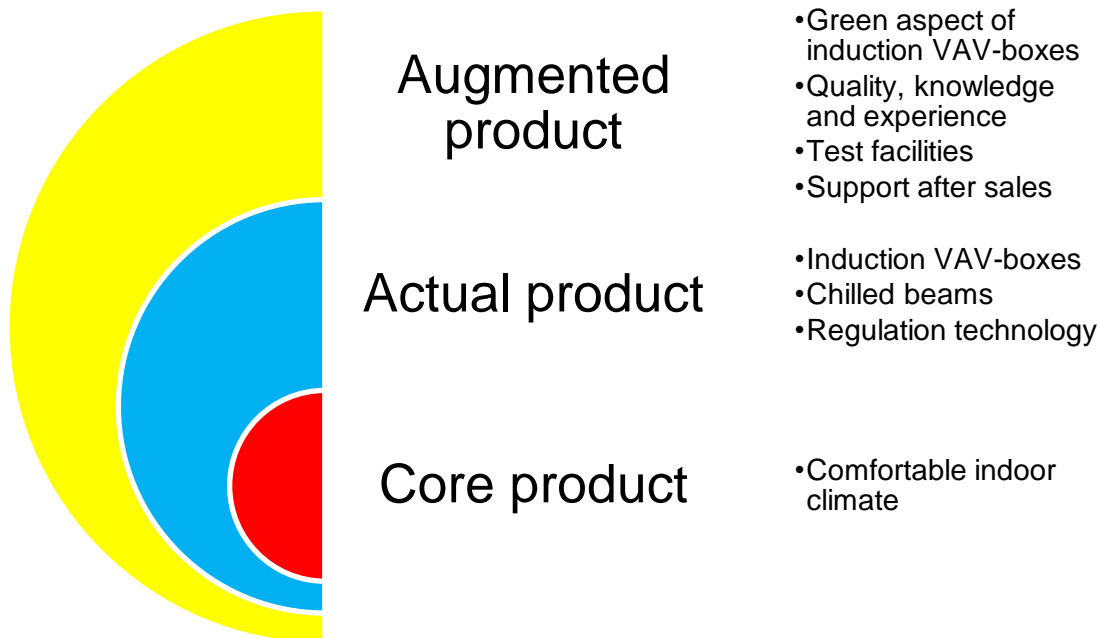 Augmented
product
•Green aspect of
induction VAV-boxes
•Quality, knowledge
and experience
•Test facilities
•Support after sales
Actual product
•Induction VAV-boxes
•Chilled beams
•Regulation technology
Core product
•Comfortable indoor
climate